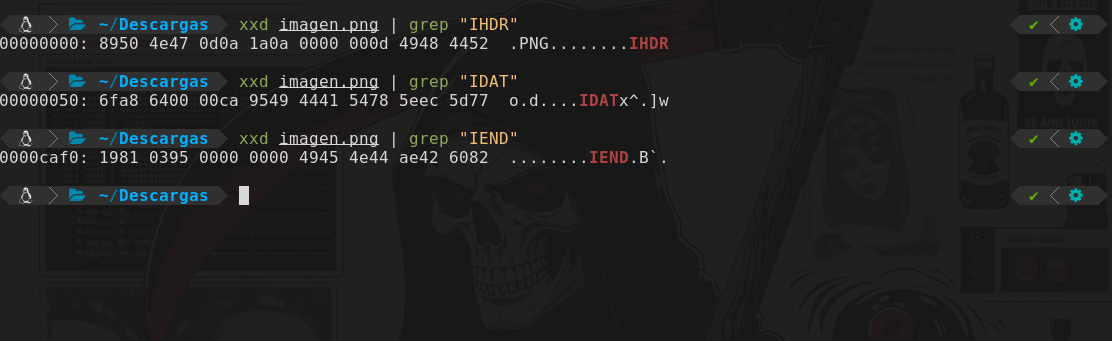 ~/Descargas xxd imagen.png | grep "IHDR"
00000000: 8950 4e47 0d0a 1a0a 0000 000d 4948 4452  .PNG........IHDR
~/Descargas xxd imagen.png | grep "IDAT"
00000050: 6fa8 6400 00ca 9549 4441 5478 5eec 5d77  o.d....IDATx^.]w
~/Descargas xxd imagen.png | grep "IEND"
0000caf0: 1981 0395 0000 0000 4945 4e44 ae42 6082  ........IEND.B`.
~/Descargas